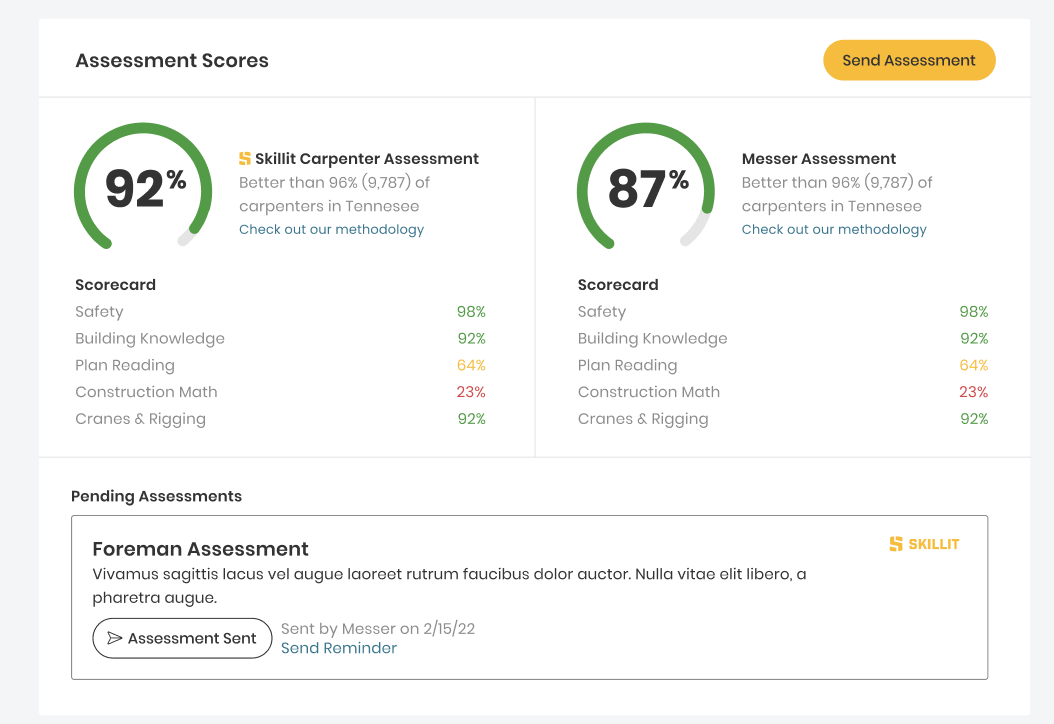 Assessment Scores
Send Assessment
92%
Skillit Carpenter Assessment
Better than 96% (9,787) of
carpenters in Tennesee
Check out our methodology
Scorecard
Safety 98%
Building Knowledge 92%
Plan Reading 64%
Construction Math 23%
Cranes & Rigging 92%
87%
Messer Assessment
Better than 96% (9,787) of
carpenters in Tennesee
Check out our methodology
Scorecard
Safety 98%
Building Knowledge 92%
Plan Reading 64%
Construction Math 23%
Cranes & Rigging 92%
Pending Assessments
Foreman Assessment
SKILLIT
Vivamus sagittis lacus vel augue laoreet rutrum faucibus dolor auctor. Nulla vitae elit libero, a
pharetra augue.
Assessment Sent
Sent by Messer on 2/15/22
Send Reminder